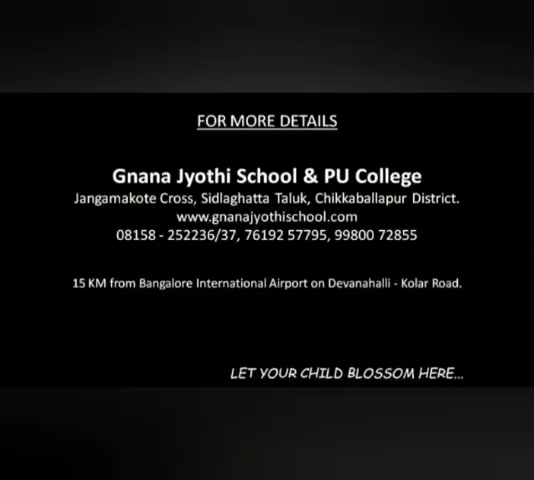 FOR MORE DETAILS
Gnana Jyothi School & PU College
Jangamakote Cross, Sidlaghatta Taluk, Chikkaballapur District.
www.gnanajyothischool.com
08158 - 252236/37, 76192 57795, 99800 72855
15 KM from Bangalore International Airport on Devanahalli - Kolar Road.
LET YOUR CHILD BLOSSOM HERE...